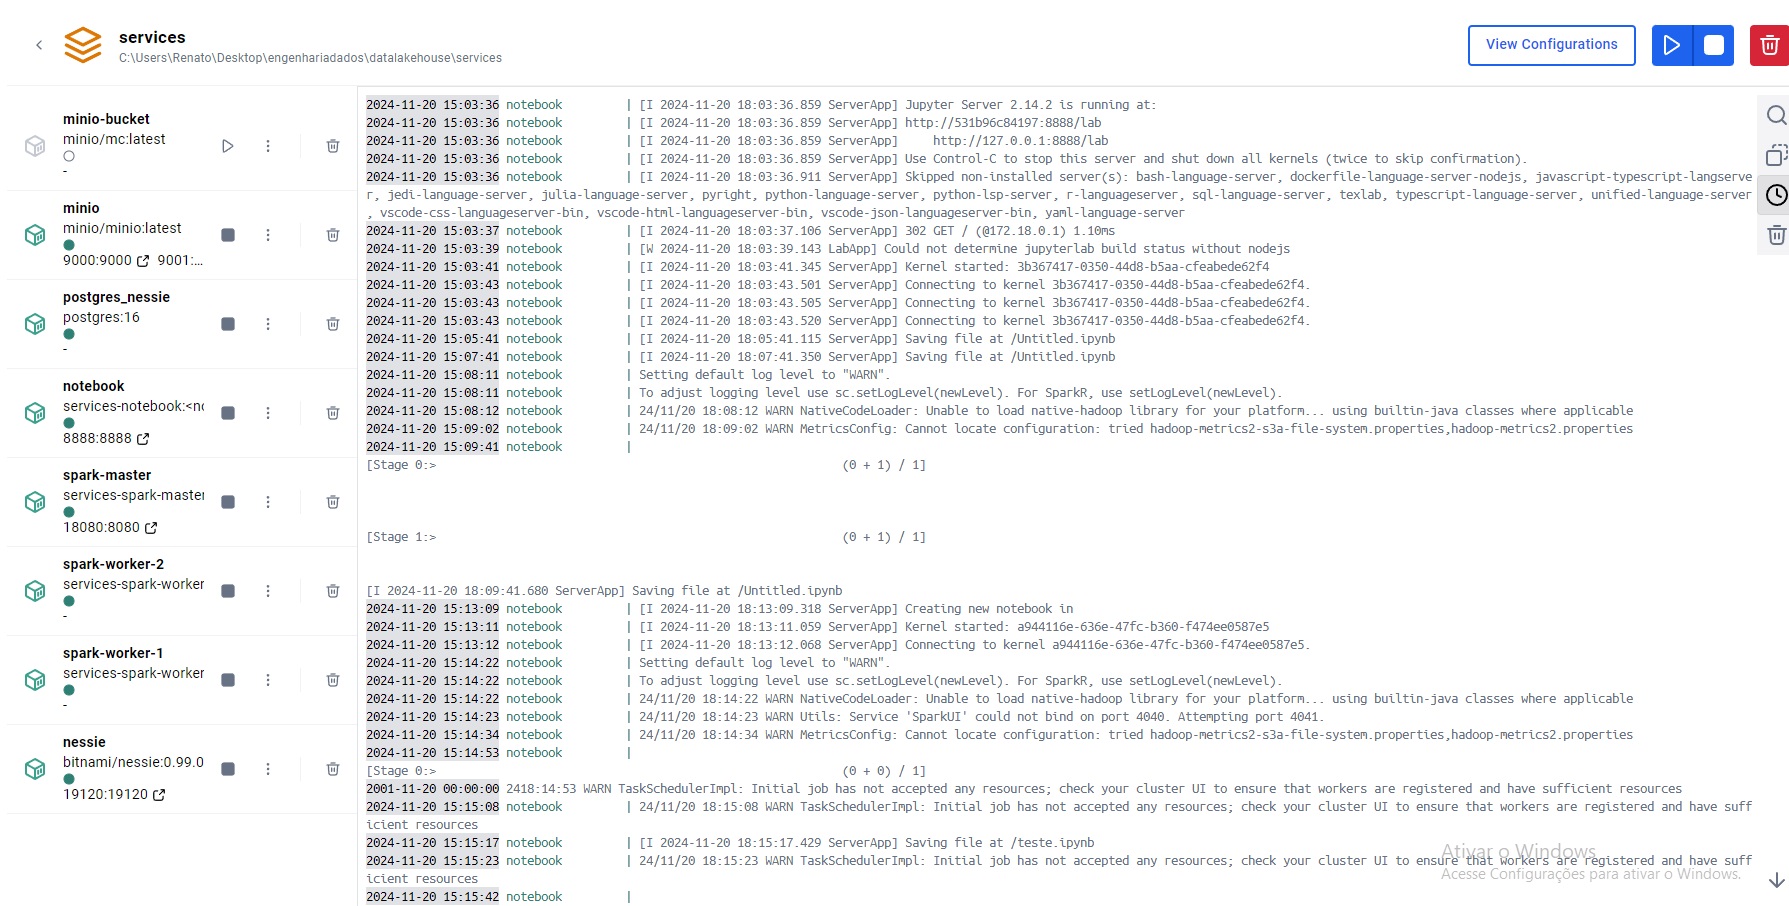 services
C:\Users\Renato\Desktop\engenhariadados\datalakehouse\services
View Configurations
minio-bucket
minio/mc:latest
-
minio
minio/minio:latest
9000:9000 9001:...
postgres_nessie
postgres:16
-
notebook
services-notebook:<nc
8888:8888
spark-master
services-spark-master
18080:8080
spark-worker-2
services-spark-worker
-
spark-worker-1
services-spark-worker
-
nessie
bitnami/nessie:0.99.0
19120:19120
2024-11-20 15:03:36 notebook | [I 2024-11-20 18:03:36.859 ServerApp] Jupyter Server 2.14.2 is running at:
2024-11-20 15:03:36 notebook | [I 2024-11-20 18:03:36.859 ServerApp] http://531b96c84197:8888/lab
2024-11-20 15:03:36 notebook | [I 2024-11-20 18:03:36.859 ServerApp] http://127.0.0.1:8888/lab
2024-11-20 15:03:36 notebook | [I 2024-11-20 18:03:36.859 ServerApp] Use Control-C to stop this server and shut down all kernels (twice to skip confirmation).
2024-11-20 15:03:36 notebook | [I 2024-11-20 18:03:36.911 ServerApp] Skipped non-installed server(s): bash-language-server, dockerfile-language-server-nodejs, javascript-typescript-langserve
r, jedi-language-server, julia-language-server, pyright, python-language-server, python-lsp-server, r-languageserver, sql-language-server, texlab, typescript-language-server, unified-language-server
, vscode-css-languageserver-bin, vscode-html-languageserver-bin, vscode-json-languageserver-bin, yaml-language-server
2024-11-20 15:03:37 notebook | [I 2024-11-20 18:03:37.106 ServerApp] 302 GET / (@172.18.0.1) 1.10ms
2024-11-20 15:03:39 notebook | [W 2024-11-20 18:03:39.143 LabApp] Could not determine jupyterlab build status without nodejs
2024-11-20 15:03:41 notebook | [I 2024-11-20 18:03:41.345 ServerApp] Kernel started: 3b367417-0350-44d8-b5aa-cfeabede62f4
2024-11-20 15:03:43 notebook | [I 2024-11-20 18:03:43.501 ServerApp] Connecting to kernel 3b367417-0350-44d8-b5aa-cfeabede62f4.
2024-11-20 15:03:43 notebook | [I 2024-11-20 18:03:43.505 ServerApp] Connecting to kernel 3b367417-0350-44d8-b5aa-cfeabede62f4.
2024-11-20 15:03:43 notebook | [I 2024-11-20 18:03:43.520 ServerApp] Connecting to kernel 3b367417-0350-44d8-b5aa-cfeabede62f4.
2024-11-20 15:05:41 notebook | [I 2024-11-20 18:05:41.115 ServerApp] Saving file at /Untitled.ipynb
2024-11-20 15:07:41 notebook | [I 2024-11-20 18:07:41.350 ServerApp] Saving file at /Untitled.ipynb
2024-11-20 15:08:11 notebook | Setting default log level to "WARN".
2024-11-20 15:08:11 notebook | To adjust logging level use sc.setLogLevel(newLevel). For SparkR, use setLogLevel(newLevel).
2024-11-20 15:08:12 notebook | 24/11/20 18:08:12 WARN NativeCodeLoader: Unable to load native-hadoop library for your platform... using builtin-java classes where applicable
2024-11-20 15:09:02 notebook | 24/11/20 18:09:02 WARN MetricsConfig: Cannot locate configuration: tried hadoop-metrics2-s3a-file-system.properties,hadoop-metrics2.properties
2024-11-20 15:09:41 notebook |
[Stage 0:> (0 + 1) / 1]
[Stage 1:> (0 + 1) / 1]
[I 2024-11-20 18:09:41.680 ServerApp] Saving file at /Untitled.ipynb
2024-11-20 15:13:09 notebook | [I 2024-11-20 18:13:09.318 ServerApp] Creating new notebook in
2024-11-20 15:13:11 notebook | [I 2024-11-20 18:13:11.059 ServerApp] Kernel started: a944116e-636e-47fc-b360-f474ee0587e5
2024-11-20 15:13:12 notebook | [I 2024-11-20 18:13:12.068 ServerApp] Connecting to kernel a944116e-636e-47fc-b360-f474ee0587e5.
2024-11-20 15:14:22 notebook | Setting default log level to "WARN".
2024-11-20 15:14:22 notebook | To adjust logging level use sc.setLogLevel(newLevel). For SparkR, use setLogLevel(newLevel).
2024-11-20 15:14:22 notebook | 24/11/20 18:14:22 WARN NativeCodeLoader: Unable to load native-hadoop library for your platform... using builtin-java classes where applicable
2024-11-20 15:14:23 notebook | 24/11/20 18:14:23 WARN Utils: Service 'SparkUI' could not bind on port 4040. Attempting port 4041.
2024-11-20 15:14:34 notebook | 24/11/20 18:14:34 WARN MetricsConfig: Cannot locate configuration: tried hadoop-metrics2-s3a-file-system.properties,hadoop-metrics2.properties
2024-11-20 15:14:53 notebook |
[Stage 0:> (0 + 0) / 1]
2001-11-20 00:00:00 2418:14:53 WARN TaskSchedulerImpl: Initial job has not accepted any resources; check your cluster UI to ensure that workers are registered and have sufficient resources
2024-11-20 15:15:08 notebook | 24/11/20 18:15:08 WARN TaskSchedulerImpl: Initial job has not accepted any resources; check your cluster UI to ensure that workers are registered and have suff
icient resources
2024-11-20 15:15:17 notebook | [I 2024-11-20 18:15:17.429 ServerApp] Saving file at /teste.ipynb
2024-11-20 15:15:23 notebook | 24/11/20 18:15:23 WARN TaskSchedulerImpl: Initial job has not accepted any resources; check your cluster UI to ensure that workers are registered and have suff
icient resources
2024-11-20 15:15:42 notebook |
Ativar o Windows
Acesse Configurações para ativar o Windows.